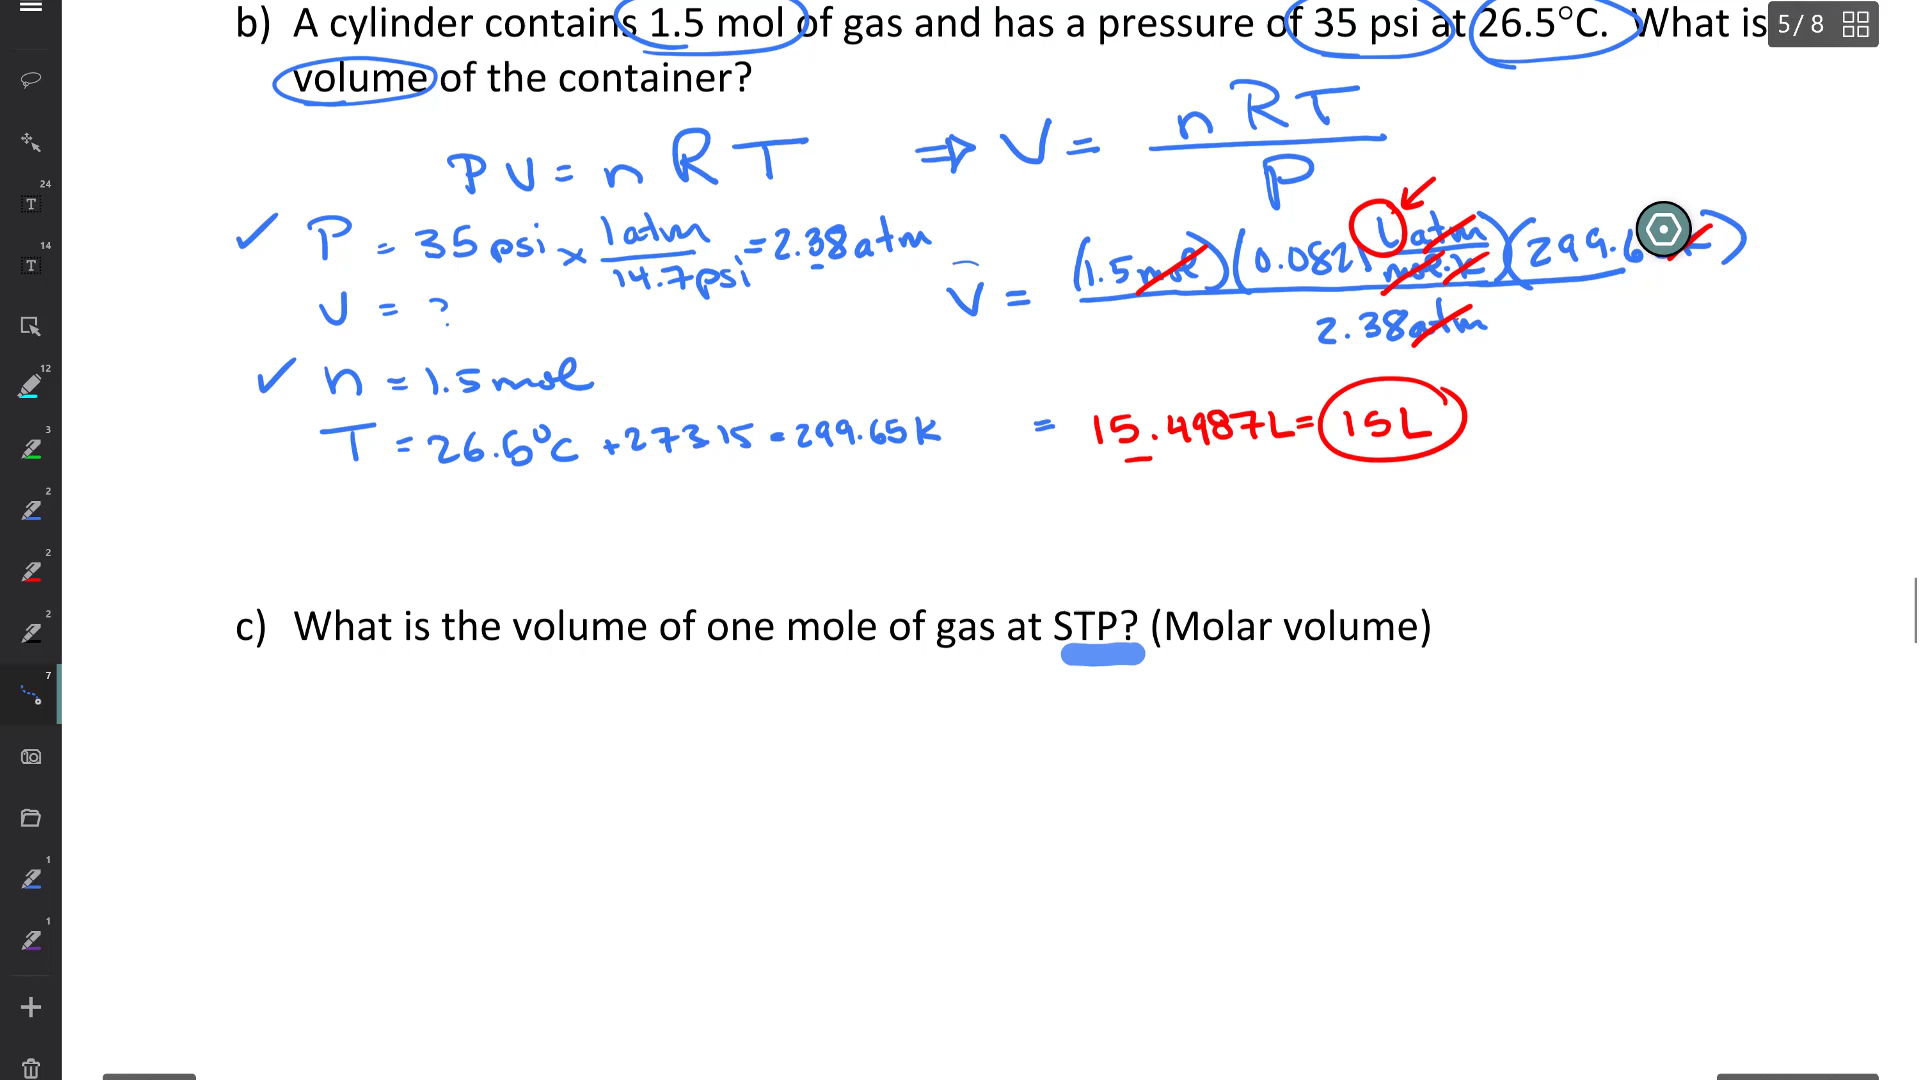 b) A cylinder contains 1.5 mol of gas and has a pressure of 35 psi at 26.5°C. What is
5 / 8
volume of the container?
PV = nRT ⇒ V = nRT / P
✓ P = 35 psi x 1 atm / 14.7 psi = 2.38 atm
V = ?
✓ n = 1.5 mol
T = 26.5°C + 273.15 = 299.65 K
V = (1.5 mol)(0.0821 L atm / mol·K)(299.6 K) / 2.38 atm
= 15.4987 L = 15 L
c) What is the volume of one mole of gas at STP? (Molar volume)
24
T
14
T
12
3
2
2
2
7
1
1